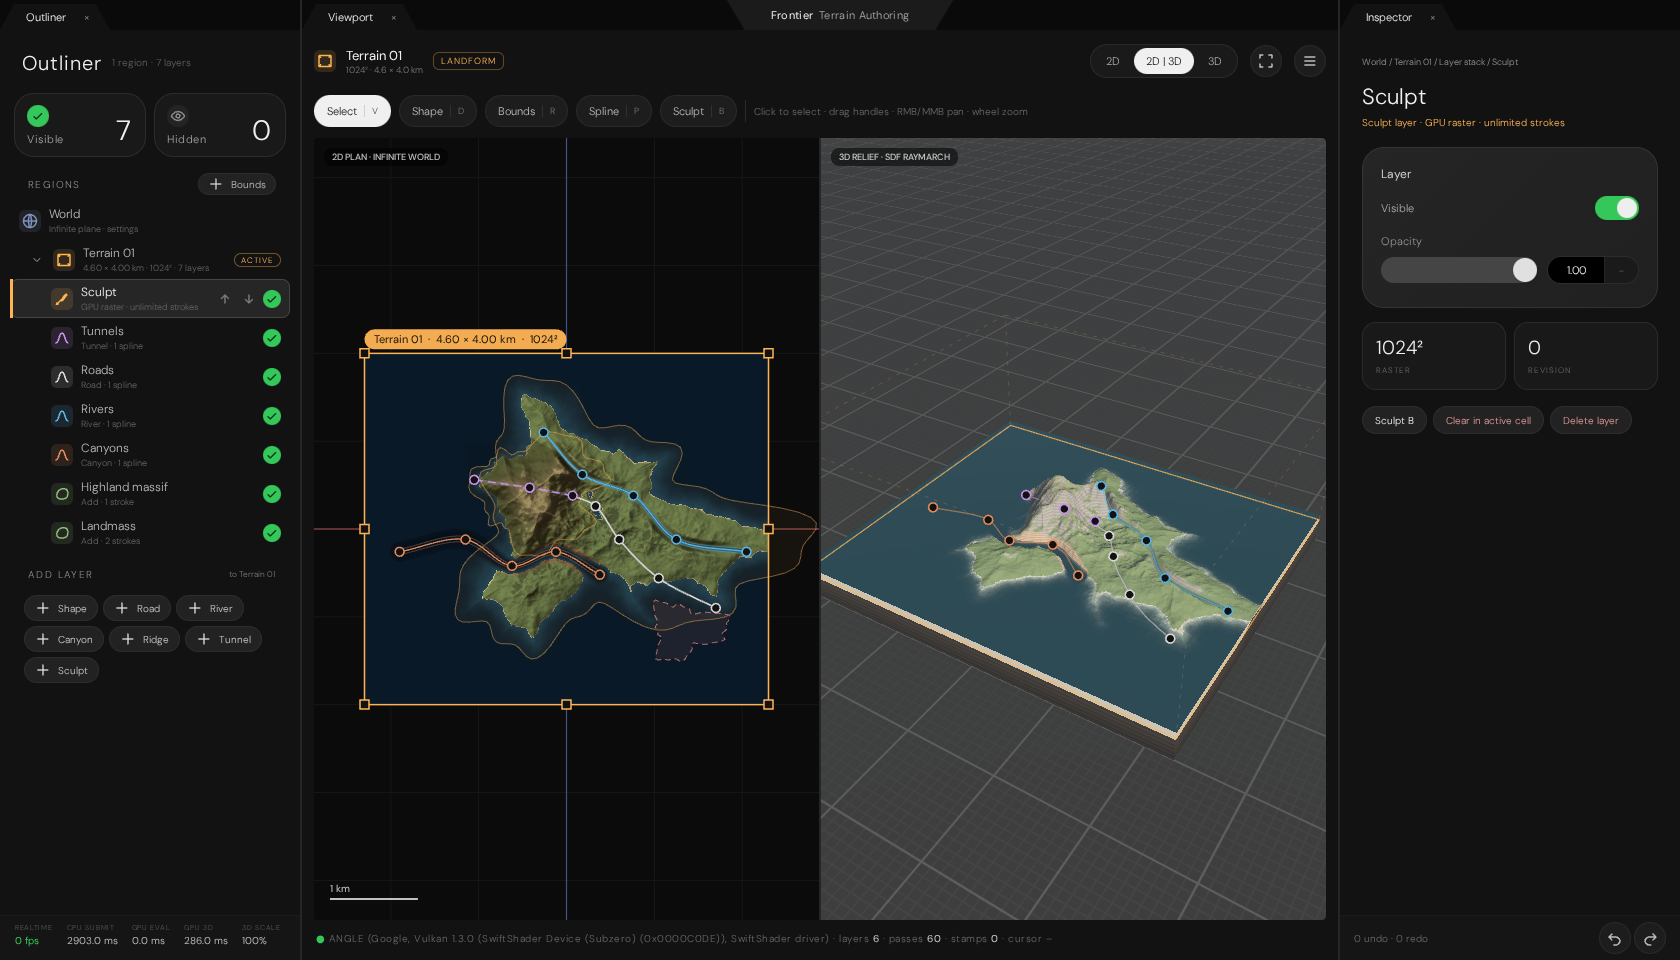 Outliner ×
Viewport ×
Frontier Terrain Authoring
Inspector ×
Outliner 1 region · 7 layers
Visible 7
Hidden 0
REGIONS
Bounds
World
Infinite plane · settings
Terrain 01
4.60 × 4.00 km · 1024² · 7 layers
ACTIVE
Sculpt
GPU raster · unlimited strokes
Tunnels
Tunnel · 1 spline
Roads
Road · 1 spline
Rivers
River · 1 spline
Canyons
Canyon · 1 spline
Highland massif
Add · 1 stroke
Landmass
Add · 2 strokes
ADD LAYER to Terrain 01
Shape Road River
Canyon Ridge Tunnel
Sculpt
REALTIME CPU SUBMIT GPU EVAL GPU 3D 3D SCALE
0 fps 2903.0 ms 0.0 ms 286.0 ms 100%
Terrain 01
1024² · 4.6 × 4.0 km
LANDFORM
2D 2D | 3D 3D
Select V Shape D Bounds R Spline P Sculpt B Click to select · drag handles · RMB/MMB pan · wheel zoom
2D PLAN · INFINITE WORLD
3D RELIEF · SDF RAYMARCH
Terrain 01 · 4.60 × 4.00 km · 1024²
1 km
ANGLE (Google, Vulkan 1.3.0 (SwiftShader Device (Subzero) (0x0000C0DE)), SwiftShader driver) · layers 6 · passes 60 · stamps 0 · cursor –
World / Terrain 01 / Layer stack / Sculpt
Sculpt
Sculpt layer · GPU raster · unlimited strokes
Layer
Visible
Opacity
1.00 -
1024²
RASTER
0
REVISION
Sculpt B Clear in active cell Delete layer
0 undo · 0 redo